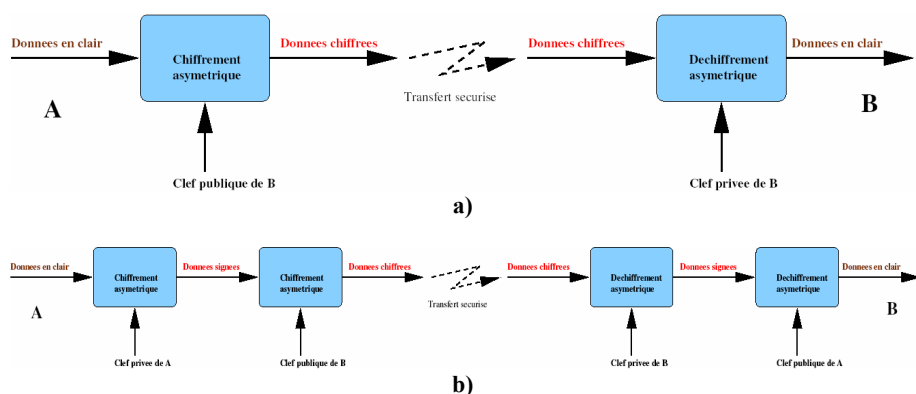 Donnees en clair
Chiffrement
asymetrique
Donnees chiffrees
Transfert securise
Donnees chiffrees
Dechiffrement
asymetrique
Donnees en clair
A
B
Clef publique de B
Clef privee de B
a)
Donnees en clair
Chiffrement
asymetrique
Donnees signees
Chiffrement
asymetrique
Donnees chiffrees
Transfert securise
Donnees chiffrees
Dechiffrement
asymetrique
Donnees signees
Dechiffrement
asymetrique
Donnees en clair
A
B
Clef privee de A
Clef publique de B
Clef privee de B
Clef publique de A
b)